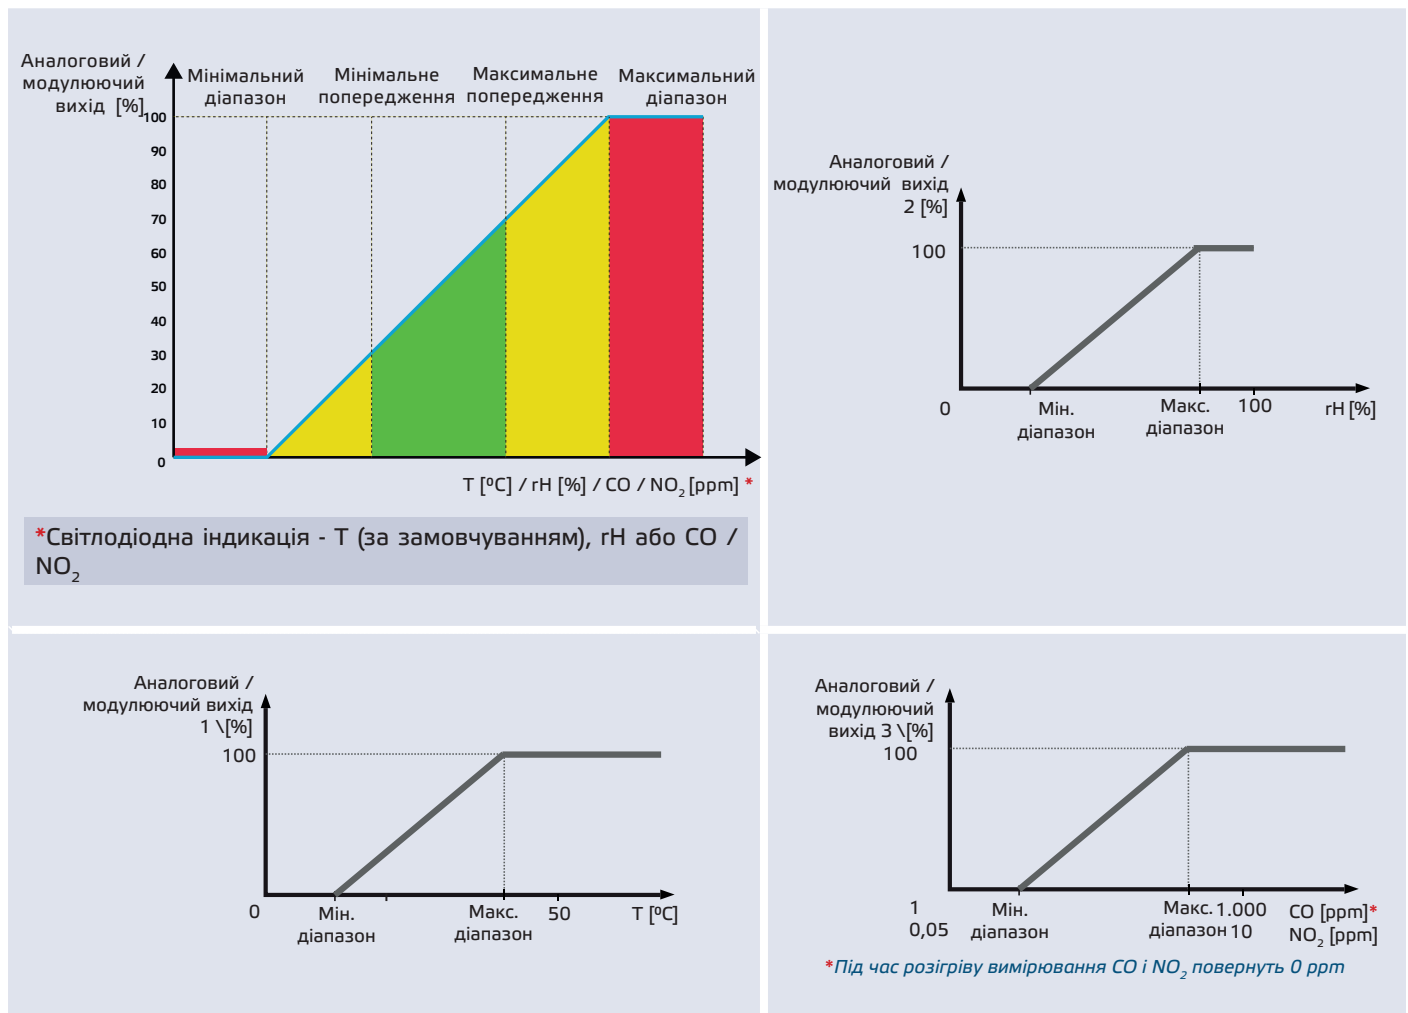 Аналоговий /
модулюючий
вихід [%]
Мінімальний
діапазон
Мінімальне
попередження
Максимальне
попередження
Максимальний
діапазон
100
90
80
70
60
50
40
30
20
10
0
T [ºC] / rH [%] / CO / NO2 [ppm] *
*Світлодіодна індикація - T (за замовчуванням), rH або CO /
NO2
Аналоговий /
модулюючий вихід
2 [%]
100
0
Мін.
діапазон
Макс.
діапазон
100
rH [%]
Аналоговий /
модулюючий вихід
1 \[%]
100
0
Мін.
діапазон
Макс.
діапазон
50
T [ºC]
Аналоговий /
модулюючий
вихід 3 \[%]
100
1
0,05
Мін.
діапазон
Макс.
діапазон
1.000
10
CO [ppm]*
NO2 [ppm]
*Під час розігріву вимірювання CO і NO2 повернуть 0 ppm